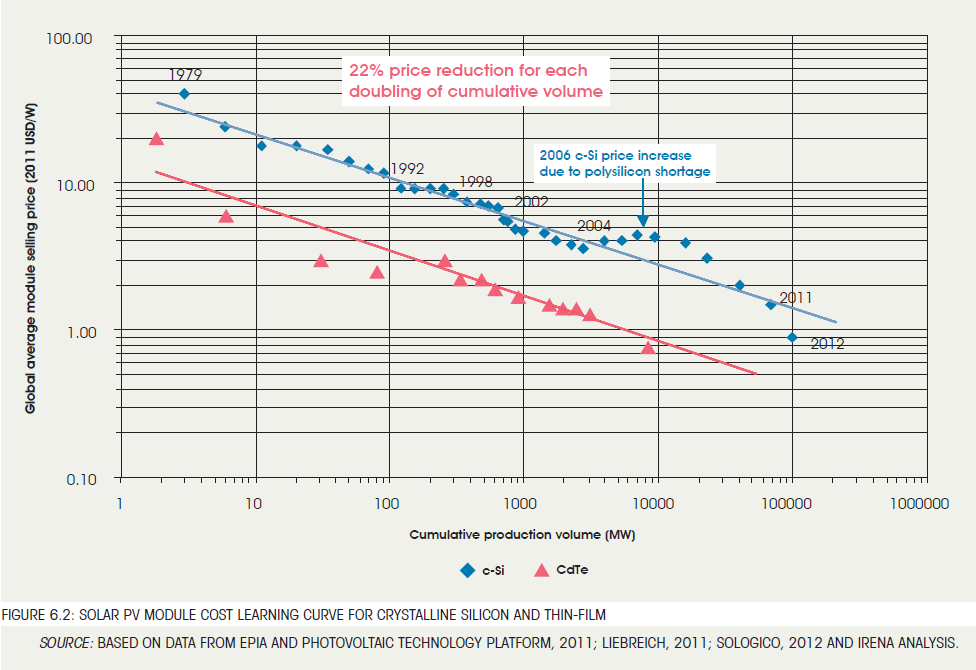 100.00
10.00
1.00
0.10
Global average module selling price (2011 USD/W)
1979
22% price reduction for each
doubling of cumulative volume
1992
1998
2002
2004
2006 c-Si price increase
due to polysilicon shortage
2011
2012
1
10
100
1000
10000
100000
1000000
Cumulative production volume (MW)
c-Si
CdTe
FIGURE 6.2: SOLAR PV MODULE COST LEARNING CURVE FOR CRYSTALLINE SILICON AND THIN-FILM
SOURCE: BASED ON DATA FROM EPIA AND PHOTOVOLTAIC TECHNOLOGY PLATFORM, 2011; LIEBREICH, 2011; SOLOGICO, 2012 AND IRENA ANALYSIS.